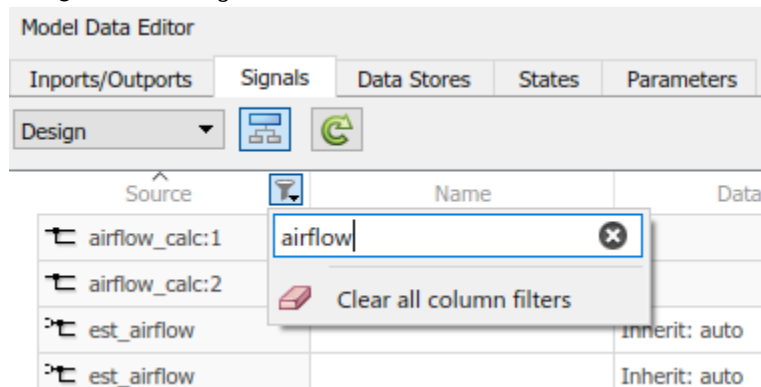 Model Data Editor
Inports/Outports Signals Data Stores States Parameters
Design
Source Name Data
airflow_calc:1 airflow
airflow_calc:2 Clear all column filters
est_airflow Inherit: auto
est_airflow Inherit: auto